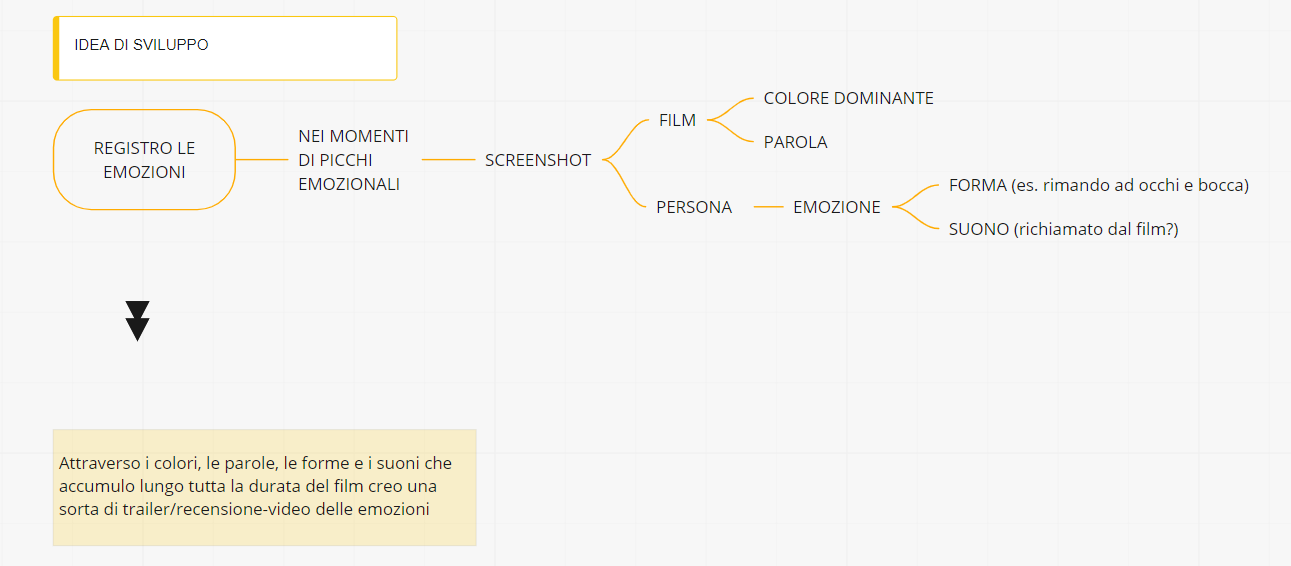 IDEA DI SVILUPPO
REGISTRO LE
EMOZIONI
NEI MOMENTI
DI PICCHI
EMOZIONALI
SCREENSHOT
FILM
COLORE DOMINANTE
PAROLA
PERSONA
EMOZIONE
FORMA (es. rimando ad occhi e bocca)
SUONO (richiamato dal film?)
Attraverso i colori, le parole, le forme e i suoni che
accumulo lungo tutta la durata del film creo una
sorta di trailer/recensione-video delle emozioni